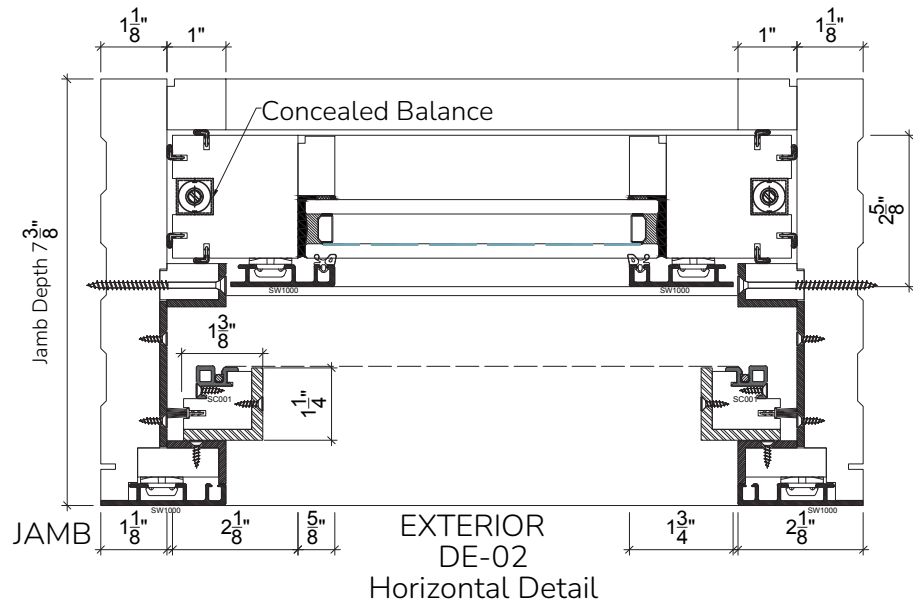 1 1/8"
1"
1"
1 1/8"
Concealed Balance
Jamb Depth 7 3/8"
2 5/8"
SW1000
SW1000
1 3/8"
SC001
SC001
1 1/4"
SW1000
SW1000
JAMB
1 1/8"
2 1/8"
5/8"
EXTERIOR
1 3/4"
2 1/8"
DE-02
Horizontal Detail